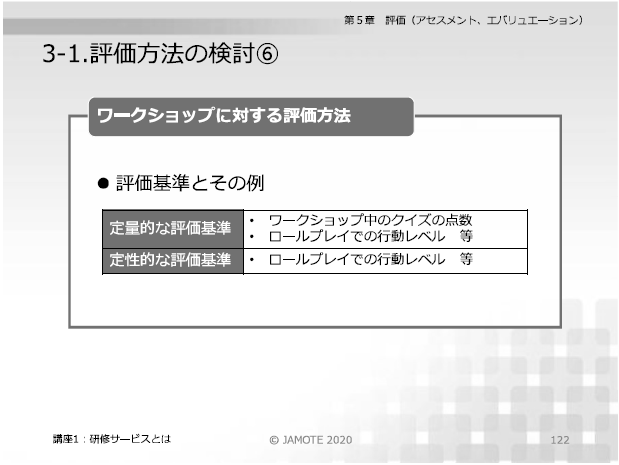 第５章　評価（アセスメント、エバリュエーション）
3-1.評価方法の検討⑥
ワークショップに対する評価方法
● 評価基準とその例
定量的な評価基準
・ ワークショップ中のクイズの点数
・ ロールプレイでの行動レベル　等
定性的な評価基準
・ ロールプレイでの行動レベル　等
講座1：研修サービスとは
© JAMOTE 2020
122